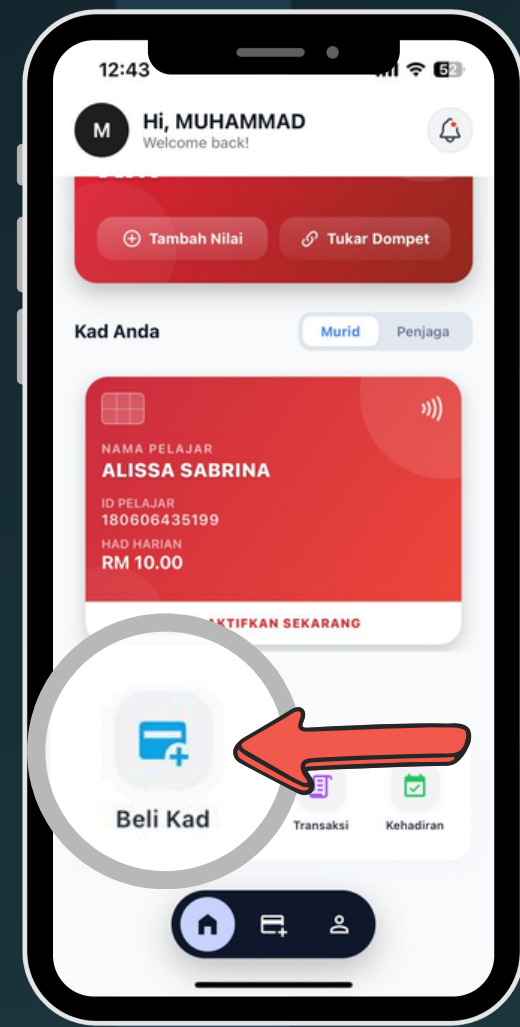 12:43
52
M
Hi, MUHAMMAD
Welcome back!
Tambah Nilai
Tukar Dompet
Kad Anda
Murid
Penjaga
NAMA PELAJAR
ALISSA SABRINA
ID PELAJAR
180606435199
HAD HARIAN
RM 10.00
AKTIFKAN SEKARANG
Beli Kad
Transaksi
Kehadiran